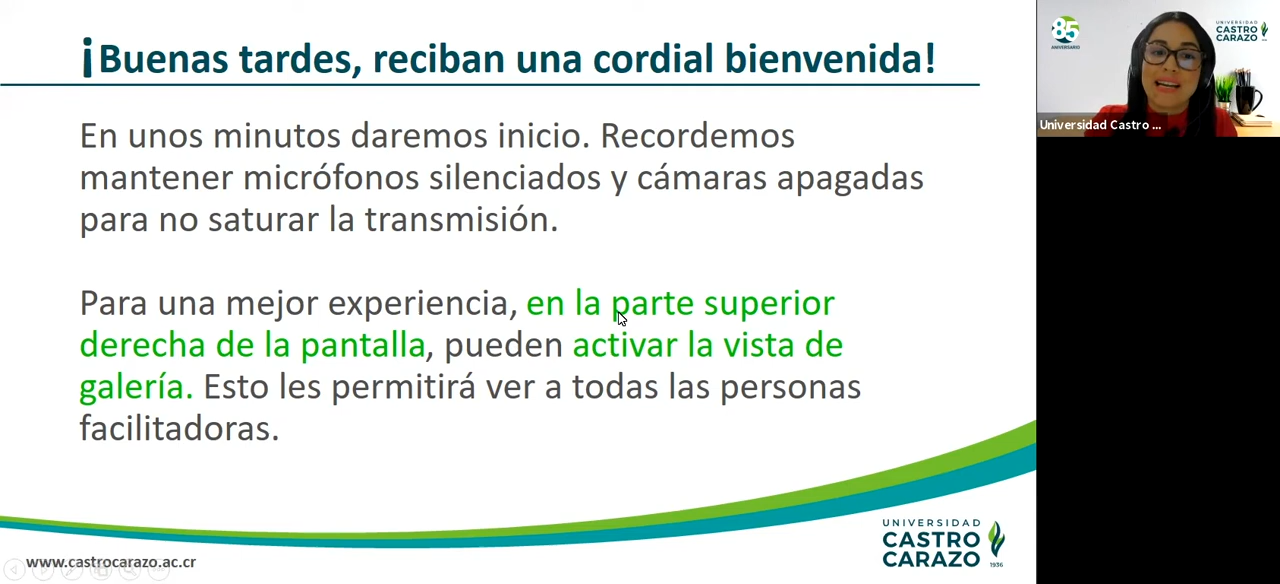 ¡Buenas tardes, reciban una cordial bienvenida!
En unos minutos daremos inicio. Recordemos
mantener micrófonos silenciados y cámaras apagadas
para no saturar la transmisión.
Para una mejor experiencia, en la parte superior
derecha de la pantalla, pueden activar la vista de
galería. Esto les permitirá ver a todas las personas
facilitadoras.
www.castrocarazo.ac.cr
UNIVERSIDAD
CASTRO
CARAZO
1936
85
ANIVERSARIO
UNIVERSIDAD
CASTRO
CARAZO
Universidad Castro ...